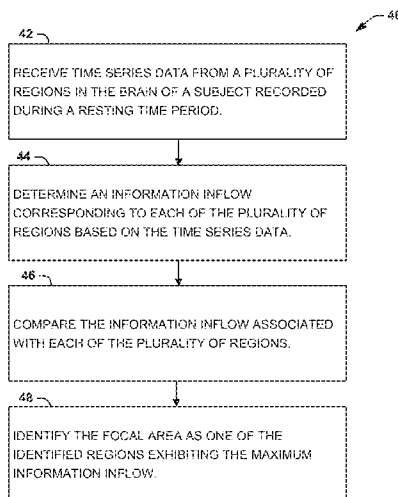 42
RECEIVE TIME SERIES DATA FROM A PLURALITY OF
REGIONS IN THE BRAIN OF A SUBJECT RECORDED
DURING A RESTING TIME PERIOD.
44
DETERMINE AN INFORMATION INFLOW
CORRESPONDING TO EACH OF THE PLURALITY OF
REGIONS BASED ON THE TIME SERIES DATA.
46
COMPARE THE INFORMATION INFLOW ASSOCIATED
WITH EACH OF THE PLURALITY OF REGIONS.
48
IDENTIFY THE FOCAL AREA AS ONE OF THE
IDENTIFIED REGIONS EXHIBITING THE MAXIMUM
INFORMATION INFLOW.